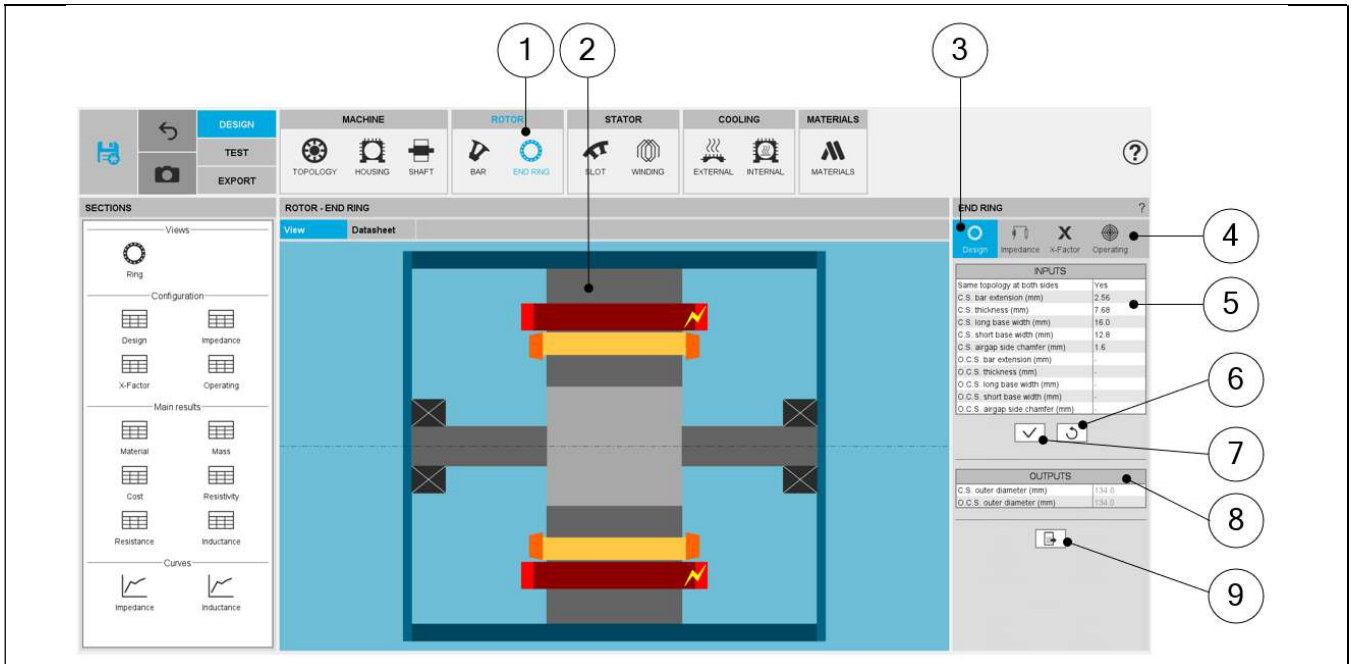 1 2 3
DESIGN MACHINE ROTOR STATOR COOLING MATERIALS
TEST
EXPORT TOPOLOGY HOUSING SHAFT BAR END RING SLOT WINDING EXTERNAL INTERNAL MATERIALS
?
SECTIONS ROTOR - END RING END RING ?
View Datasheet
Views
Ring
Configuration
Design Impedance
X-Factor Operating
Main results
Material Mass
Cost Resistivity
Resistance Inductance
Curves
Impedance Inductance
Design Impedance X-Factor Operating
4
INPUTS
Same topology at both sides Yes
C.S. bar extension (mm) 2.56
5
C.S. thickness (mm) 7.68
C.S. long base width (mm) 16.0
C.S. short base width (mm) 12.8
C.S. airgap side chamfer (mm) 1.6
O.C.S. bar extension (mm) -
O.C.S. thickness (mm) -
O.C.S. long base width (mm) -
O.C.S. short base width (mm) -
O.C.S. airgap side chamfer (mm) -
6
7
OUTPUTS
C.S. outer diameter (mm) 134.0
O.C.S. outer diameter (mm) 134.0
8
9